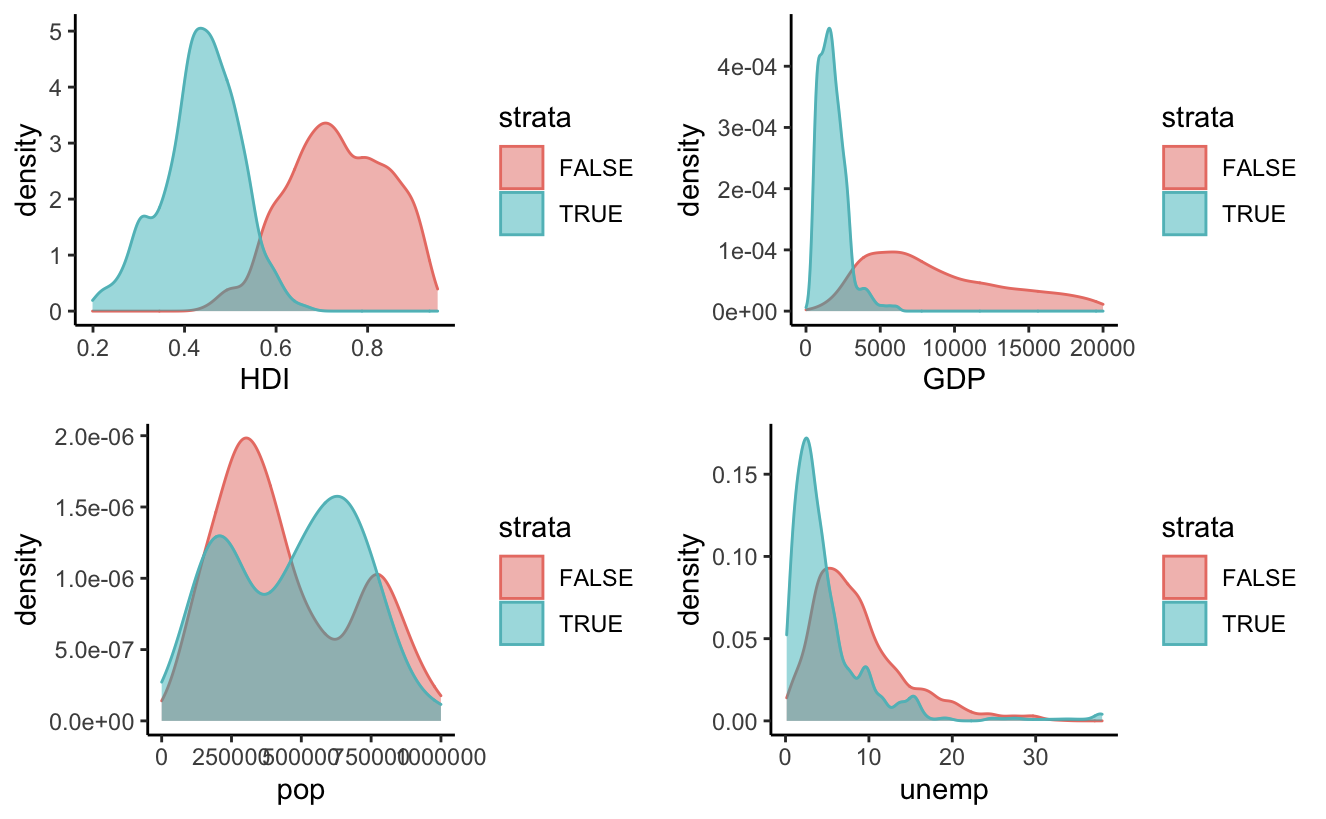 5
4
3
2
1
0
density
0.2 0.4 0.6 0.8
HDI
strata
FALSE
TRUE
4e-04
3e-04
2e-04
1e-04
0e+00
density
0 5000 10000 15000 20000
GDP
strata
FALSE
TRUE
2.0e-06
1.5e-06
1.0e-06
5.0e-07
0.0e+00
density
0 250000 500000 750000 1000000
pop
strata
FALSE
TRUE
0.15
0.10
0.05
0.00
density
0 10 20 30
unemp
strata
FALSE
TRUE